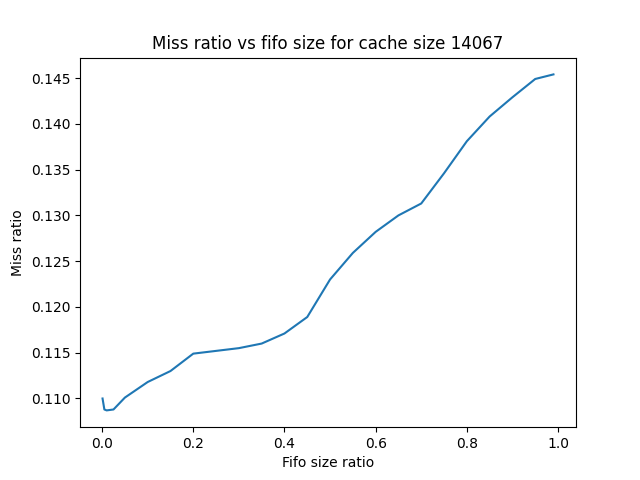 Miss ratio vs fifo size for cache size 14067
Miss ratio
0.145
0.140
0.135
0.130
0.125
0.120
0.115
0.110
0.0 0.2 0.4 0.6 0.8 1.0
Fifo size ratio